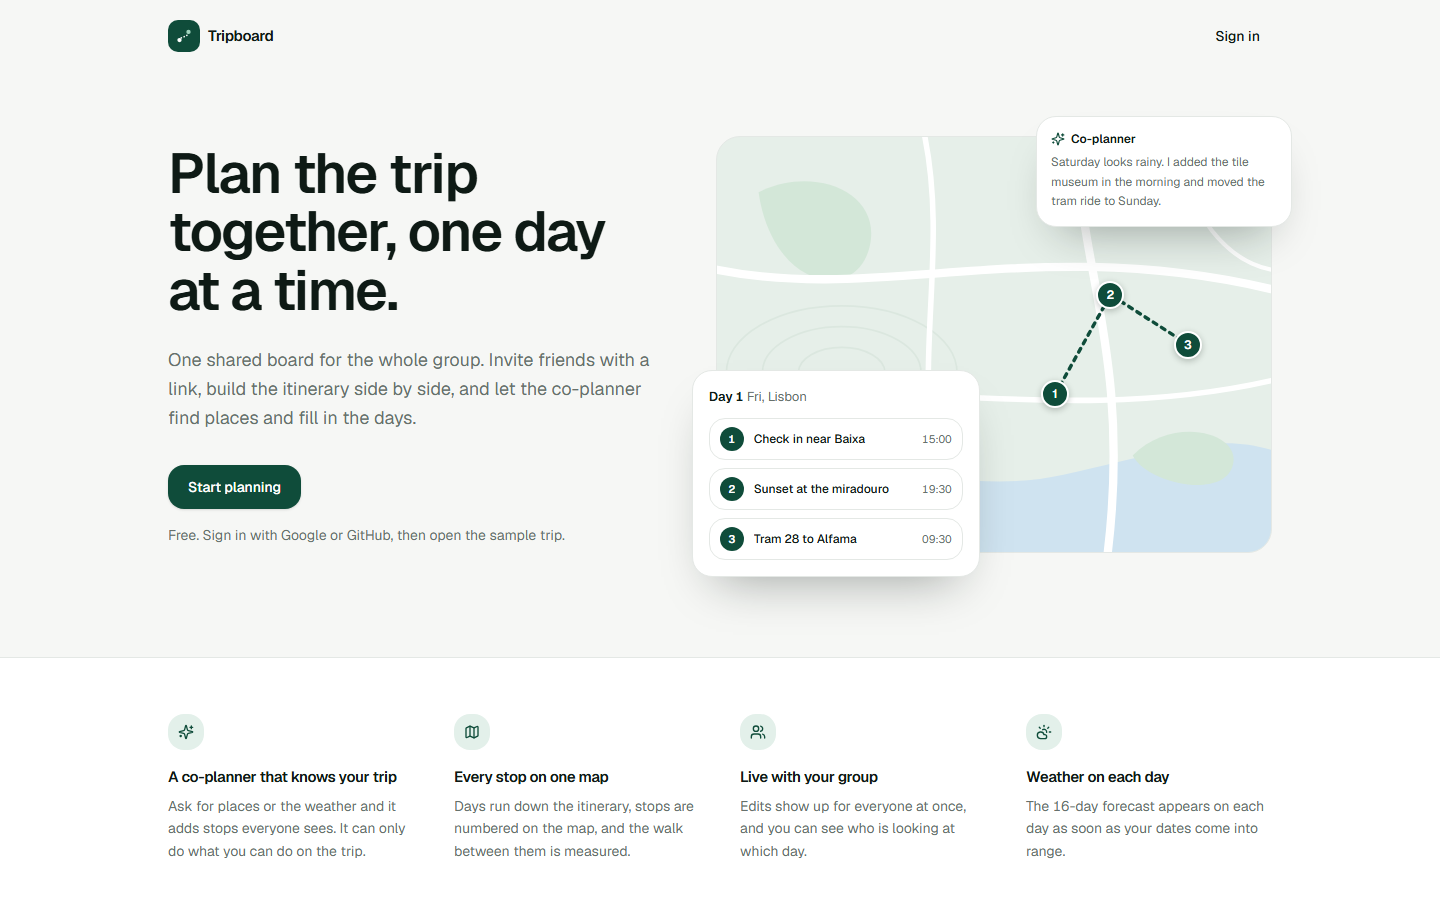 Tripboard
Sign in
Plan the trip
together, one day
at a time.
One shared board for the whole group. Invite friends with a
link, build the itinerary side by side, and let the co-planner
find places and fill in the days.
Start planning
Free. Sign in with Google or GitHub, then open the sample trip.
Co-planner
Saturday looks rainy. I added the tile
museum in the morning and moved the
tram ride to Sunday.
2
3
1
Day 1 Fri, Lisbon
1 Check in near Baixa 15:00
2 Sunset at the miradouro 19:30
3 Tram 28 to Alfama 09:30
A co-planner that knows your trip
Ask for places or the weather and it
adds stops everyone sees. It can only
do what you can do on the trip.
Every stop on one map
Days run down the itinerary, stops are
numbered on the map, and the walk
between them is measured.
Live with your group
Edits show up for everyone at once,
and you can see who is looking at
which day.
Weather on each day
The 16-day forecast appears on each
day as soon as your dates come into
range.